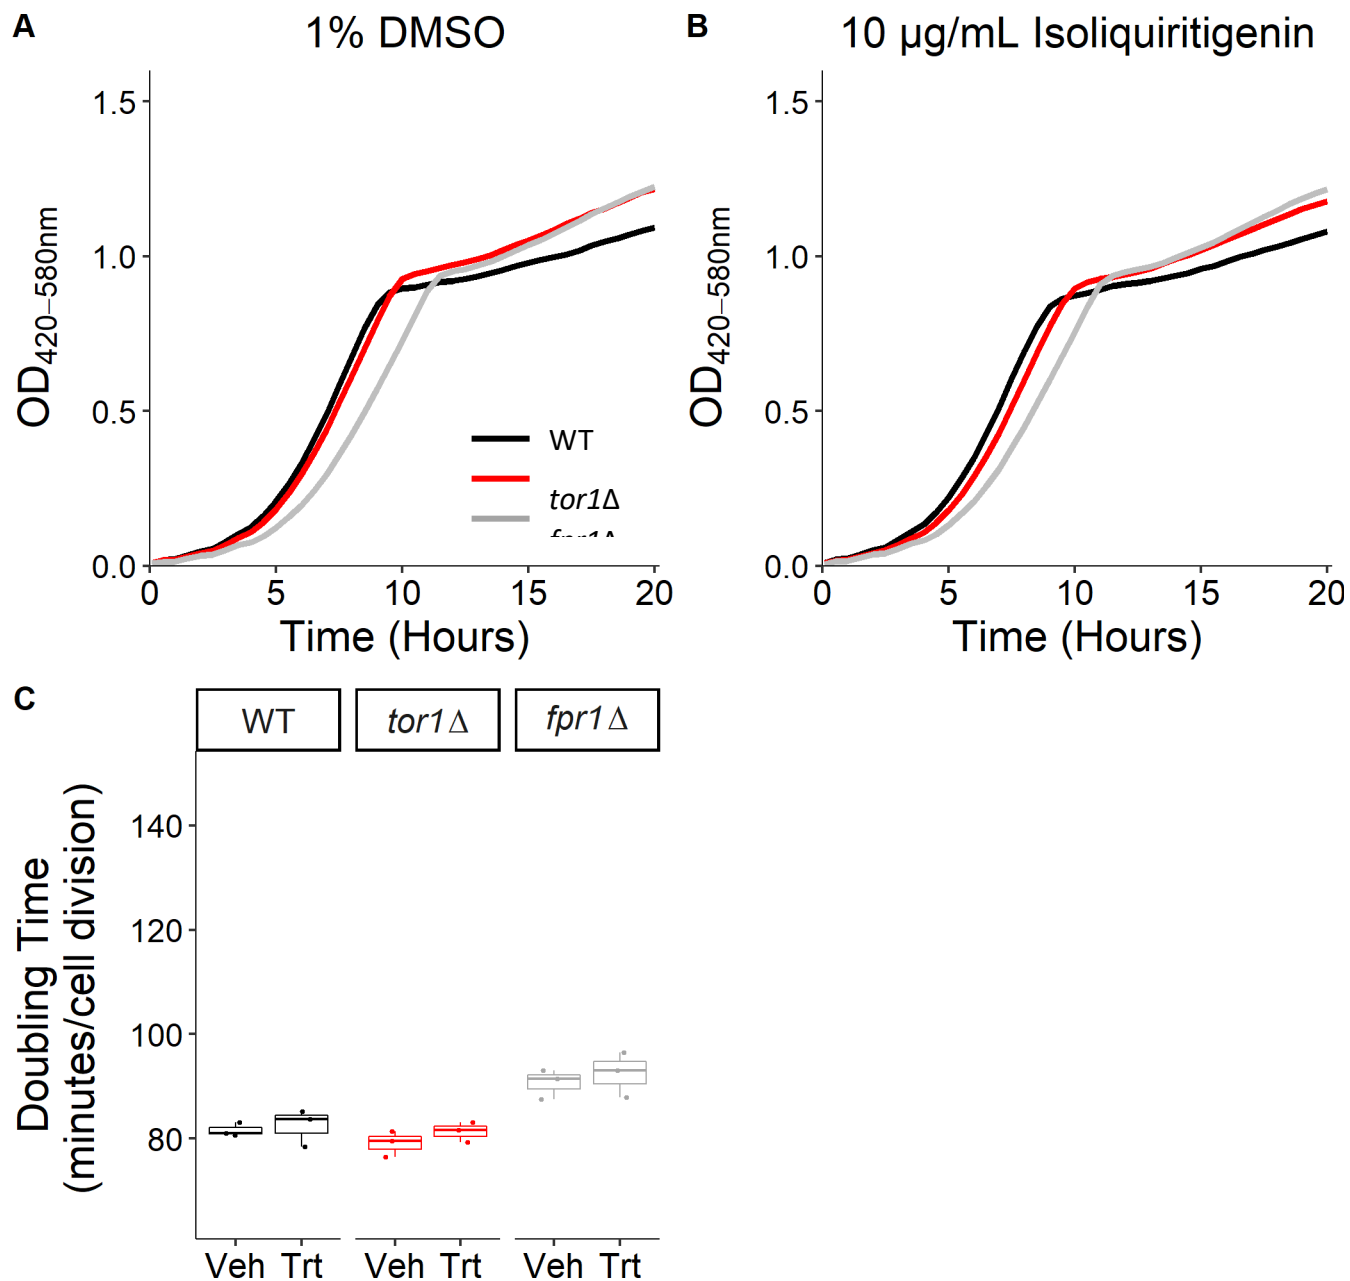 A
1% DMSO
1.5
1.0
0.5
0.0
OD420–580nm
WT
tor1Δ
fpr1Δ
0 5 10 15 20
Time (Hours)
B
10 µg/mL Isoliquiritigenin
1.5
1.0
0.5
0.0
OD420–580nm
0 5 10 15 20
Time (Hours)
C
WT tor1Δ fpr1Δ
140
120
100
80
Doubling Time
(minutes/cell division)
Veh Trt Veh Trt Veh Trt